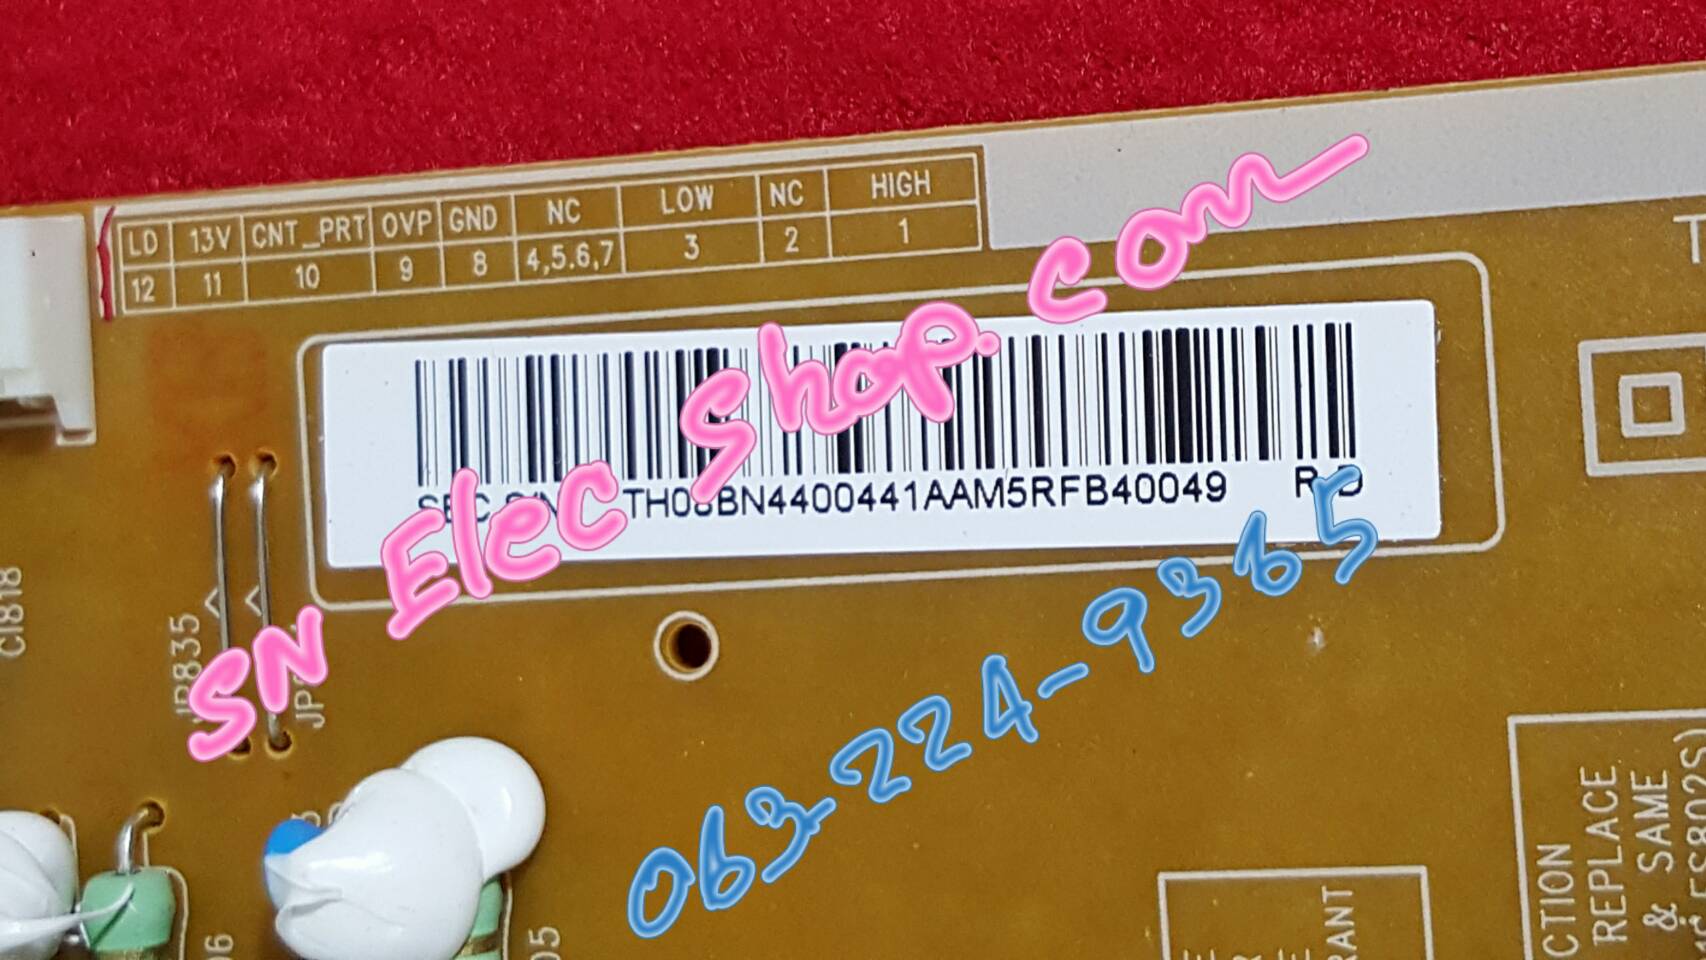 LD 13V CNT_PRT OVP GND NC LOW NC HIGH
12 11 10 9 8 4,5.6,7 3 2 1
SN Elec Shop.com
TH08BN4400441AAM5RFB40049
063-224-9365
CI818
JP835
CTION
REPLACE
& SAME
RANT